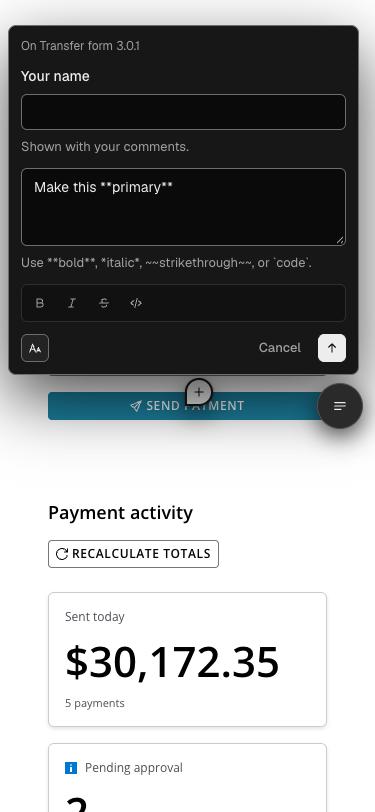 On Transfer form 3.0.1
Your name
Shown with your comments.
Make this **primary**
Use **bold**, *italic*, ~~strikethrough~~, or `code`.
B I S </>
AA
Cancel
SEND PAYMENT
Payment activity
RECALCULATE TOTALS
Sent today
$30,172.35
5 payments
Pending approval